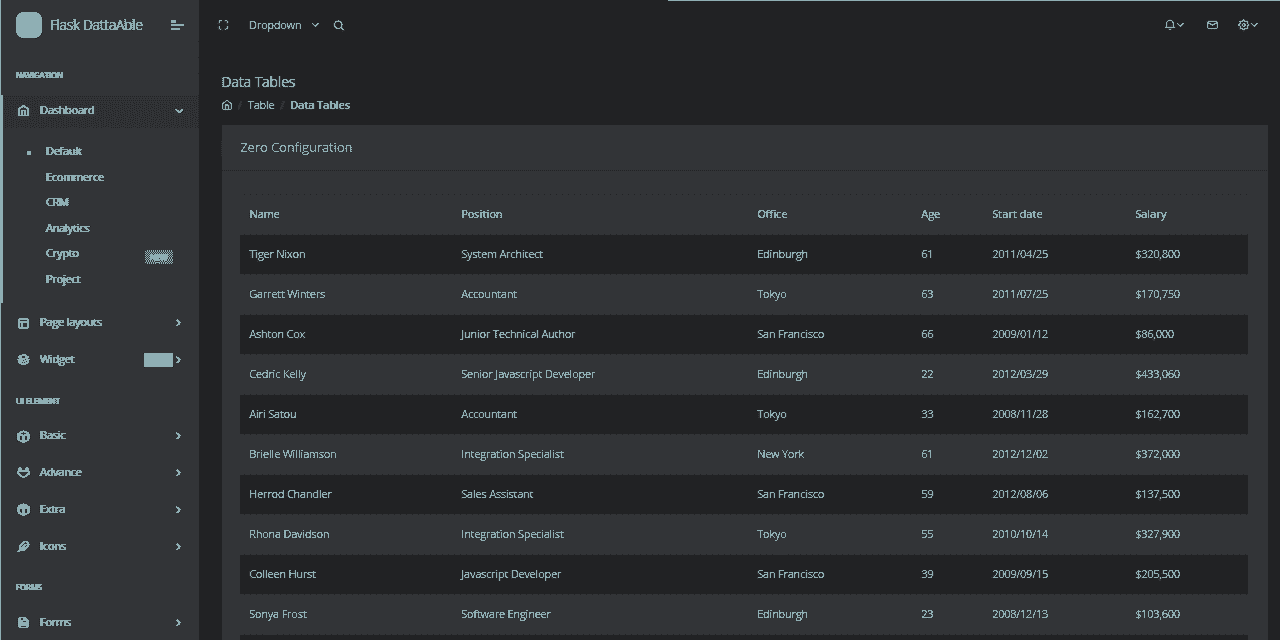 Flask DattaAble
Dropdown
NAVIGATION
Dashboard
Default
Ecommerce
CRM
Analytics
Crypto
Project
Page layouts
Widget
UI ELEMENT
Basic
Advance
Extra
Icons
FORMS
Forms
Data Tables
/ Table / Data Tables
Zero Configuration
Name Position Office Age Start date Salary
Tiger Nixon System Architect Edinburgh 61 2011/04/25 $320,800
Garrett Winters Accountant Tokyo 63 2011/07/25 $170,750
Ashton Cox Junior Technical Author San Francisco 66 2009/01/12 $86,000
Cedric Kelly Senior Javascript Developer Edinburgh 22 2012/03/29 $433,060
Airi Satou Accountant Tokyo 33 2008/11/28 $162,700
Brielle Williamson Integration Specialist New York 61 2012/12/02 $372,000
Herrod Chandler Sales Assistant San Francisco 59 2012/08/06 $137,500
Rhona Davidson Integration Specialist Tokyo 55 2010/10/14 $327,900
Colleen Hurst Javascript Developer San Francisco 39 2009/09/15 $205,500
Sonya Frost Software Engineer Edinburgh 23 2008/12/13 $103,600